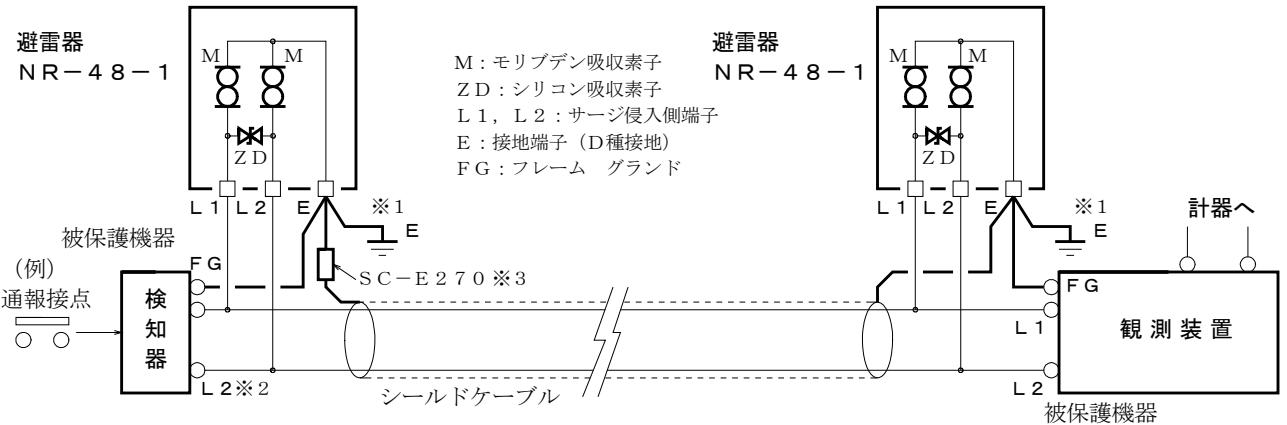 避雷器
NR-48-1
M
M
ZD
L1
L2
E
※1
E
M:モリブデン吸収素子
ZD:シリコン吸収素子
L1,L2:サージ侵入側端子
E:接地端子(D種接地)
FG:フレーム グランド
避雷器
NR-48-1
M
M
ZD
L1
L2
E
※1
E
計器へ
被保護機器
(例)
通報接点
検知器
FG
SC-E270※3
L2※2
シールドケーブル
FG
L1
L2
観測装置
被保護機器